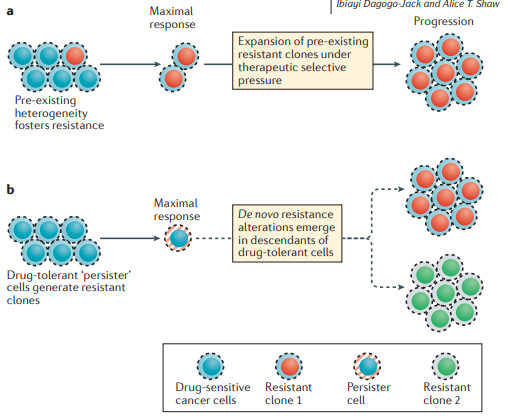 Ibiayi Dagogo-Jack and Alice T. Shaw
a
Maximal
response
Progression
Expansion of pre-existing
resistant clones under
therapeutic selective
pressure
Pre-existing
heterogeneity
fosters resistance
b
Maximal
response
De novo resistance
alterations emerge
in descendants of
drug-tolerant cells
Drug-tolerant ‘persister’
cells generate resistant
clones
Drug-sensitive
cancer cells
Resistant
clone 1
Persister
cell
Resistant
clone 2